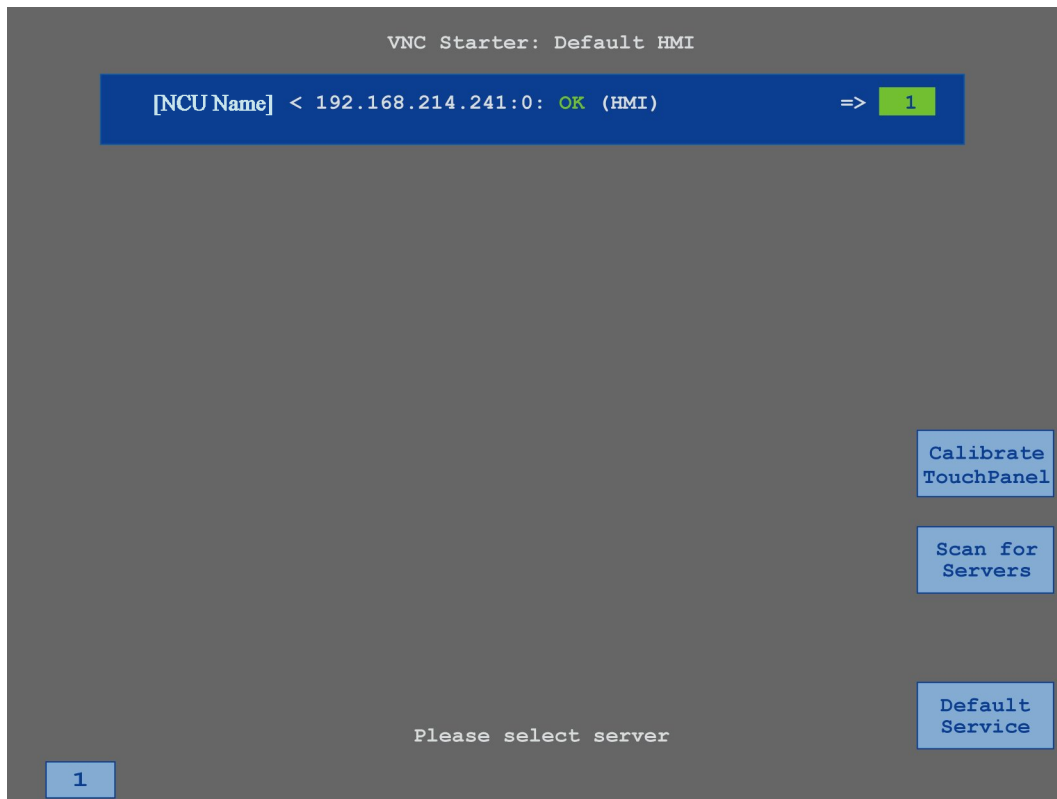 VNC Starter: Default HMI
[NCU Name] < 192.168.214.241:0: OK (HMI) => 1
Calibrate
TouchPanel
Scan for
Servers
Default
Service
Please select server
1